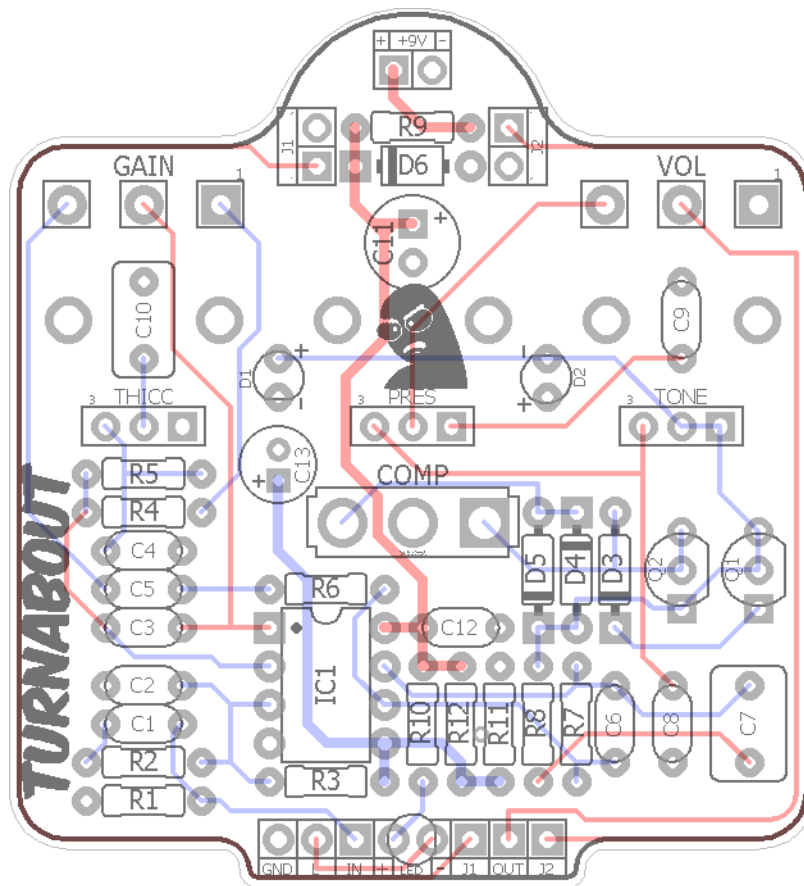 + +9V -
J1 R9 J2
D6
GAIN 1 VOL 1
+
C11
C10 C9
+ -
D1 D2
- +
THICC PRES TONE
3 3 3
C13
+
R5 COMP
R4
C4 D5 D4 D3 Q2 Q1
C5 R6
C3 C12
IC1
C2 R10 R12 R11 R8 R7 C6 C8 C7
C1
R2 R3
R1
TURNABOUT
GND L IN + LED - J1 OUT J2